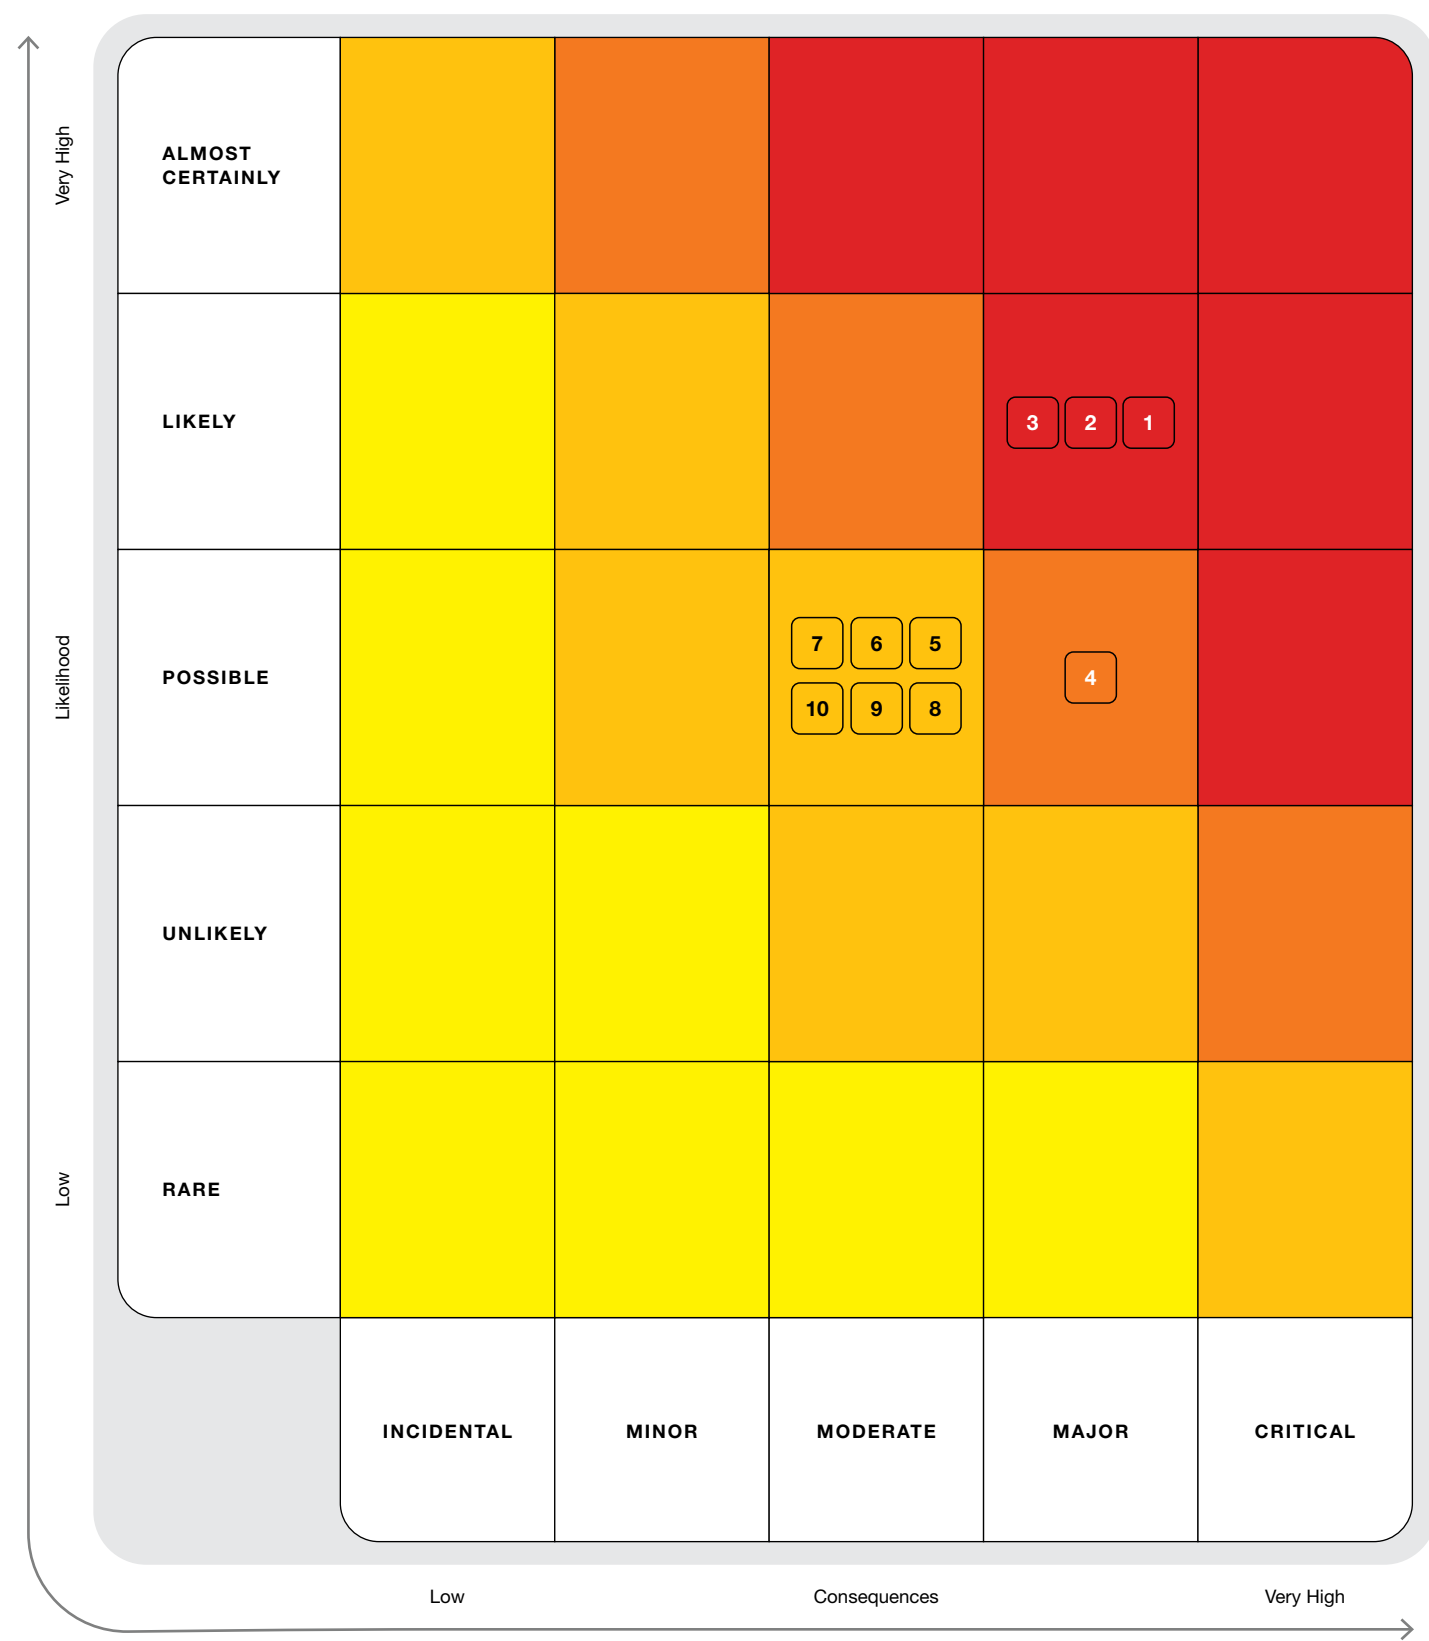 Very High
ALMOST
CERTAINLY
LIKELY
3 2 1
Likelihood
POSSIBLE
7 6 5
10 9 8
4
UNLIKELY
Low
RARE
INCIDENTAL MINOR MODERATE MAJOR CRITICAL
Low Consequences Very High